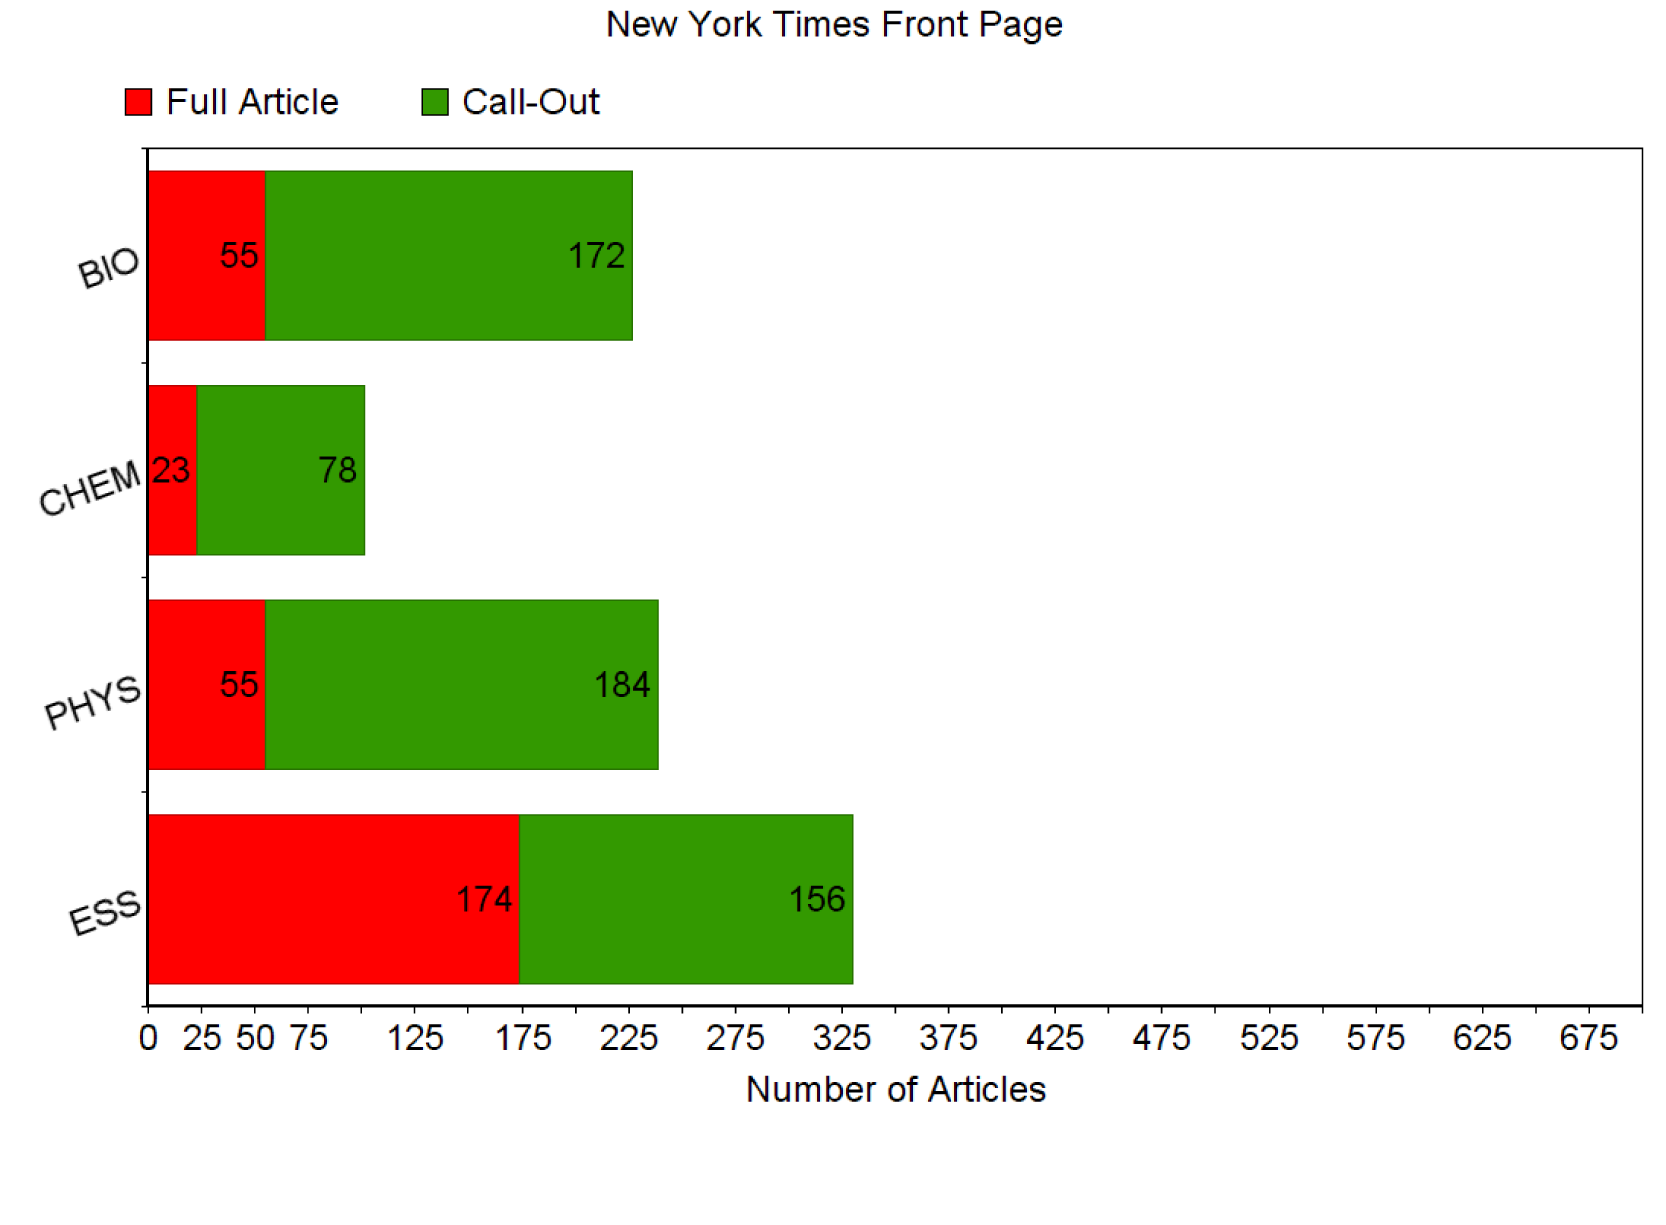 New York Times Front Page
Full Article Call-Out
BIO 55 172
CHEM 23 78
PHYS 55 184
ESS 174 156
0 25 50 75 125 175 225 275 325 375 425 475 525 575 625 675
Number of Articles